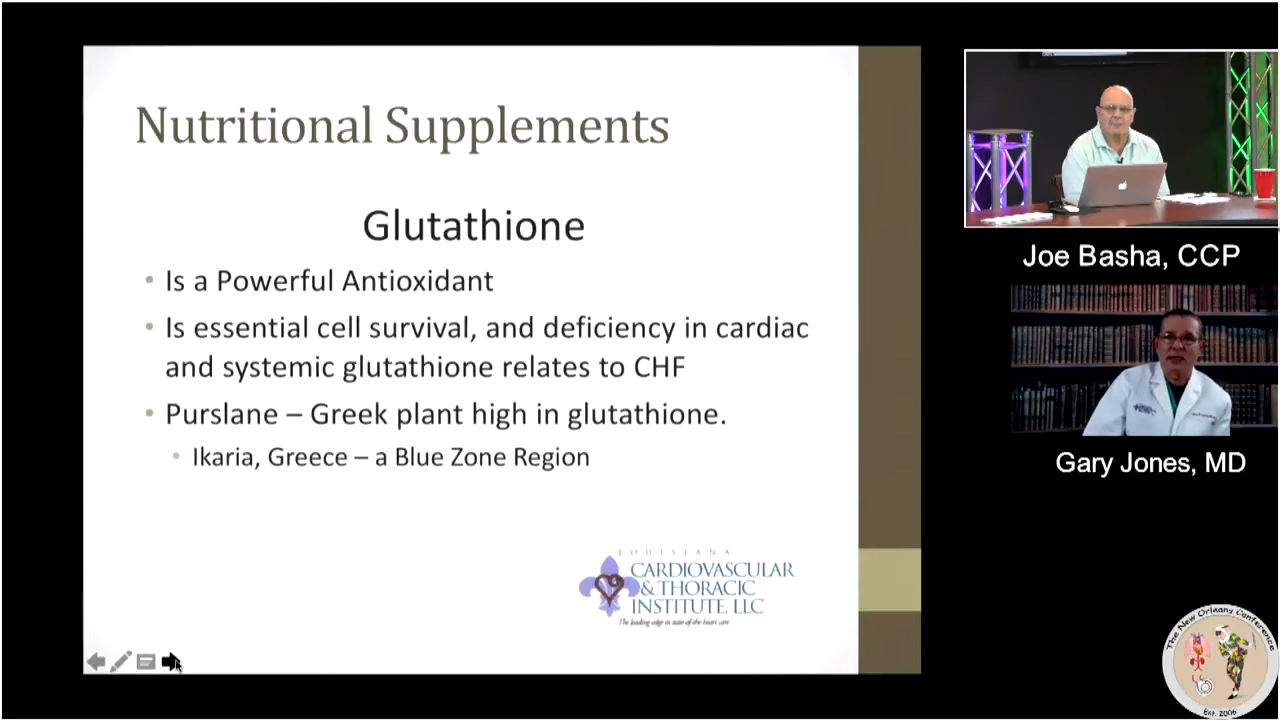 Nutritional Supplements
Glutathione
• Is a Powerful Antioxidant
• Is essential cell survival, and deficiency in cardiac
and systemic glutathione relates to CHF
• Purslane – Greek plant high in glutathione.
• Ikaria, Greece – a Blue Zone Region
LOUISIANA
CARDIOVASCULAR
& THORACIC
INSTITUTE, LLC
The leading edge in state-of-the-heart care
Joe Basha, CCP
Gary Jones, MD
The New Orleans Conference
Est. 2006